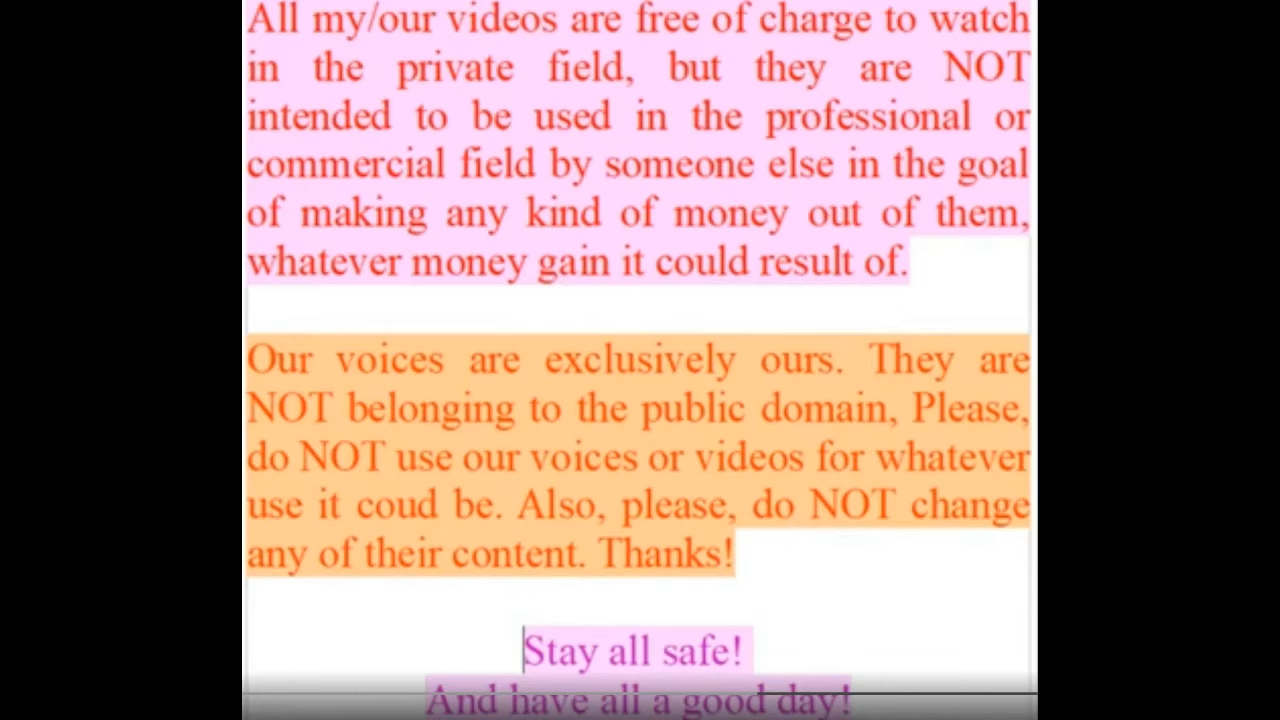 All my/our videos are free of charge to watch
in the private field, but they are NOT
intended to be used in the professional or
commercial field by someone else in the goal
of making any kind of money out of them,
whatever money gain it could result of.
Our voices are exclusively ours. They are
NOT belonging to the public domain, Please,
do NOT use our voices or videos for whatever
use it coud be. Also, please, do NOT change
any of their content. Thanks!
Stay all safe!
And have all a good day!